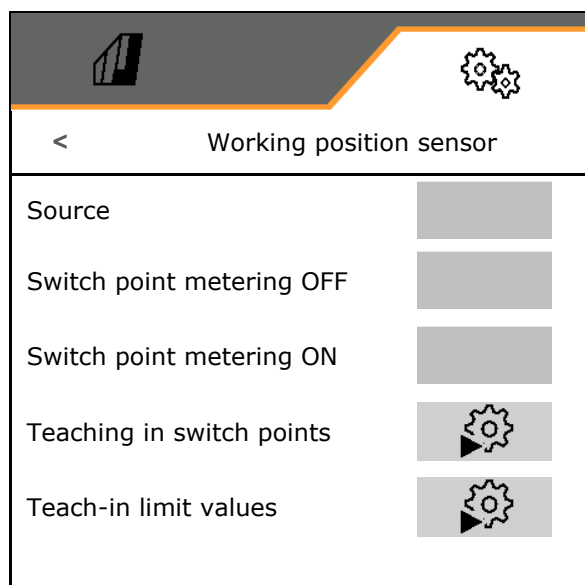 < Working position sensor
Source
Switch point metering OFF
Switch point metering ON
Teaching in switch points
Teach-in limit values